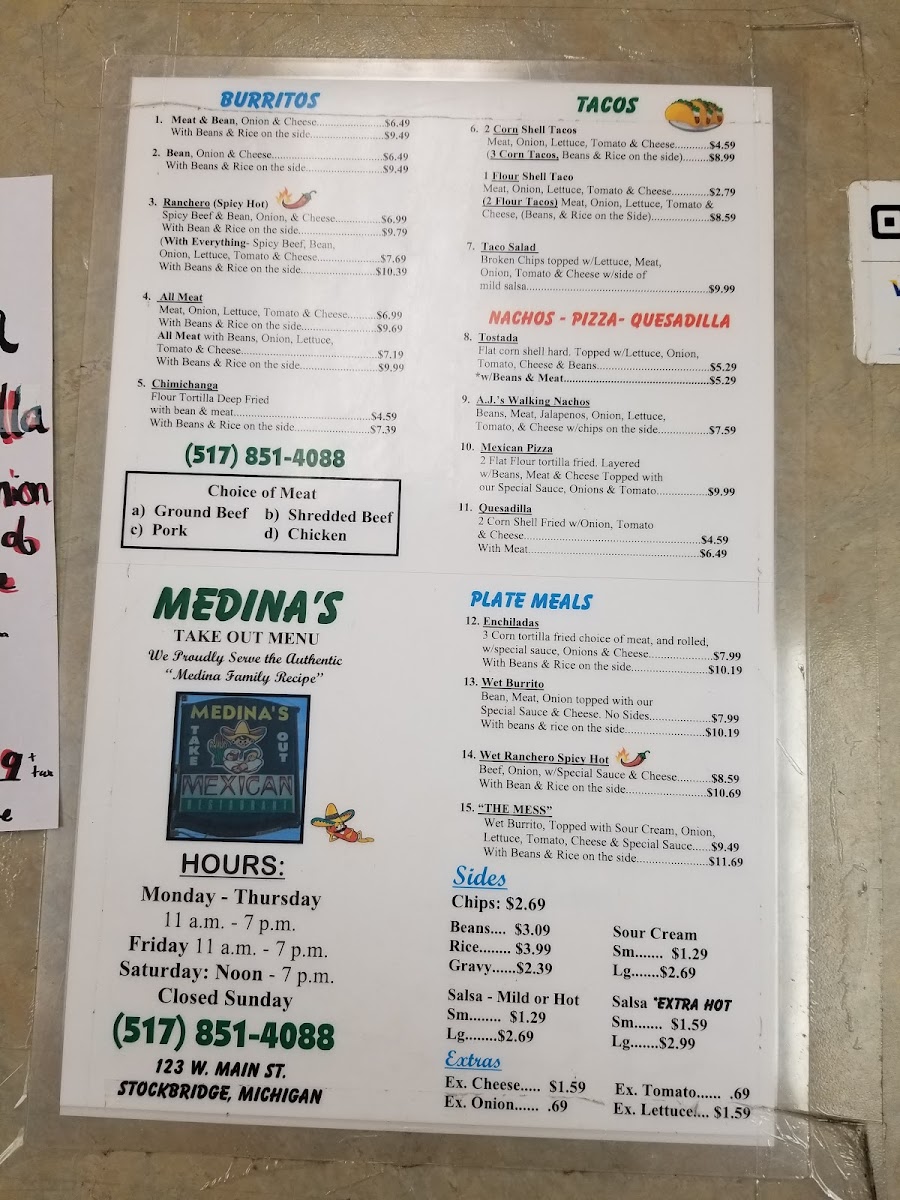 BURRITOS
1. Meat & Bean, Onion & Cheese........................$6.49
With Beans & Rice on the side........................$9.49
2. Bean, Onion & Cheese........................$6.49
With Beans & Rice on the side........................$9.49
3. Ranchero (Spicy Hot)
Spicy Beef & Bean, Onion, & Cheese........................$6.99
With Bean & Rice on the side........................$9.79
(With Everything- Spicy Beef, Bean,
Onion, Lettuce, Tomato & Cheese........................$7.69
With Beans & Rice on the side........................$10.39
4. All Meat
Meat, Onion, Lettuce, Tomato & Cheese........................$6.99
With Beans & Rice on the side........................$9.69
All Meat with Beans, Onion, Lettuce,
Tomato & Cheese........................$7.19
With Beans & Rice on the side........................$9.99
5. Chimichanga
Flour Tortilla Deep Fried
with bean & meat........................$4.59
With Beans & Rice on the side........................$7.39
(517) 851-4088
Choice of Meat
a) Ground Beef b) Shredded Beef
c) Pork d) Chicken
MEDINA'S
TAKE OUT MENU
We Proudly Serve the Authentic
"Medina Family Recipe"
MEDINA'S
TAKE OUT
MEXICAN
RESTAURANT
HOURS:
Monday - Thursday
11 a.m. - 7 p.m.
Friday 11 a.m. - 7 p.m.
Saturday: Noon - 7 p.m.
Closed Sunday
(517) 851-4088
123 W. MAIN ST.
STOCKBRIDGE, MICHIGAN
TACOS
6. 2 Corn Shell Tacos
Meat, Onion, Lettuce, Tomato & Cheese...........$4.59
(3 Corn Tacos, Beans & Rice on the side)........$8.99
1 Flour Shell Taco
Meat, Onion, Lettuce, Tomato & Cheese...........$2.79
(2 Flour Tacos) Meat, Onion, Lettuce, Tomato &
Cheese, (Beans, & Rice on the Side)........................$8.59
7. Taco Salad
Broken Chips topped w/Lettuce, Meat,
Onion, Tomato & Cheese w/side of
mild salsa........................$9.99
NACHOS - PIZZA- QUESADILLA
8. Tostada
Flat corn shell hard. Topped w/Lettuce, Onion,
Tomato, Cheese & Beans........................$5.29
*w/Beans & Meat........................$5.29
9. A.J.'s Walking Nachos
Beans, Meat, Jalapenos, Onion, Lettuce,
Tomato, & Cheese w/chips on the side...............$7.59
10. Mexican Pizza
2 Flat Flour tortilla fried. Layered
w/Beans, Meat & Cheese Topped with
our Special Sauce, Onions & Tomato...............$9.99
11. Quesadilla
2 Corn Shell Fried w/Onion, Tomato
& Cheese........................$4.59
With Meat........................$6.49
PLATE MEALS
12. Enchiladas
3 Corn tortilla fried choice of meat, and rolled,
w/special sauce, Onions & Cheese...................$7.99
With Beans & Rice on the side........................$10.19
13. Wet Burrito
Bean, Meat, Onion topped with our
Special Sauce & Cheese. No Sides...................$7.99
With beans & rice on the side........................$10.19
14. Wet Ranchero Spicy Hot
Beef, Onion, w/Special Sauce & Cheese..........$8.59
With Bean & Rice on the side........................$10.69
15. "THE MESS"
Wet Burrito, Topped with Sour Cream, Onion,
Lettuce, Tomato, Cheese & Special Sauce.....$9.49
With Beans & Rice on the side........................$11.69
Sides
Chips: $2.69
Beans.... $3.09
Rice........ $3.99
Gravy......$2.39
Sour Cream
Sm....... $1.29
Lg.......$2.69
Salsa - Mild or Hot
Sm........ $1.29
Lg........$2.69
Salsa *EXTRA HOT
Sm....... $1.59
Lg.......$2.99
Extras
Ex. Cheese..... $1.59
Ex. Onion...... .69
Ex. Tomato...... .69
Ex. Lettuce.... $1.59
9 + tax